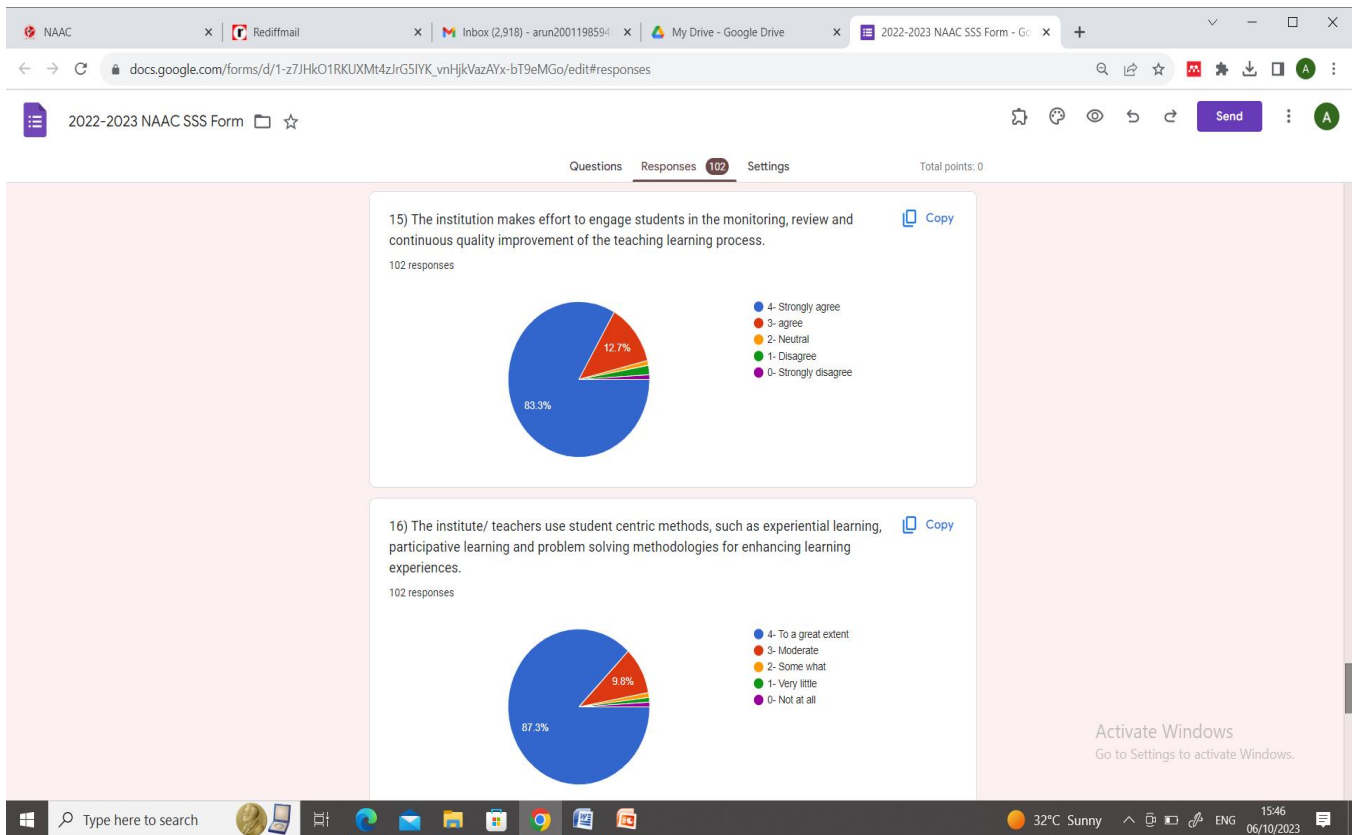 NAAC
Rediffmail
Inbox (2,918) - arun2001198594
My Drive - Google Drive
2022-2023 NAAC SSS Form - Go
docs.google.com/forms/d/1-z7JHkO1RKUXMt4zJrG5IYK_vnHjkVazAYx-bT9eMGo/edit#responses
A
2022-2023 NAAC SSS Form
Send
A
Questions Responses 102 Settings
Total points: 0
15) The institution makes effort to engage students in the monitoring, review and
continuous quality improvement of the teaching learning process.
Copy
102 responses
12.7%
83.3%
4- Strongly agree
3- agree
2- Neutral
1- Disagree
0- Strongly disagree
16) The institute/ teachers use student centric methods, such as experiential learning,
participative learning and problem solving methodologies for enhancing learning
experiences.
Copy
102 responses
9.8%
87.3%
4- To a great extent
3- Moderate
2- Some what
1- Very little
0- Not at all
Activate Windows
Go to Settings to activate Windows.
Type here to search
32°C Sunny
ENG
15:46
06/10/2023